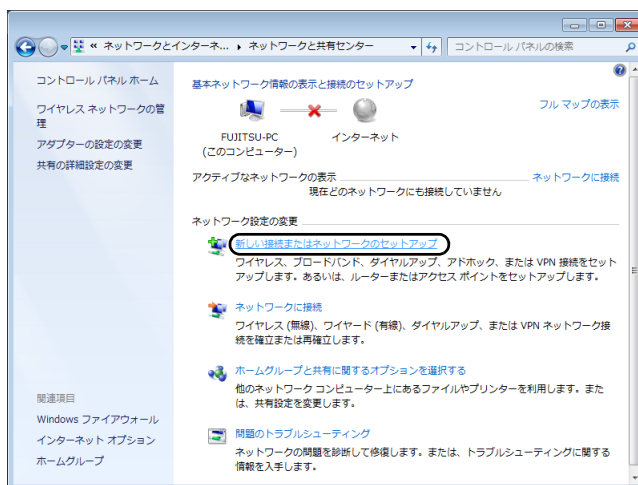 « ネットワークとインターネ... ▸ ネットワークと共有センター
コントロール パネルの検索
コントロール パネル ホーム
ワイヤレス ネットワークの管
理
アダプターの設定の変更
共有の詳細設定の変更
基本ネットワーク情報の表示と接続のセットアップ
フル マップの表示
FUJITSU-PC
(このコンピューター)
インターネット
アクティブなネットワークの表示
ネットワークに接続
現在どのネットワークにも接続していません
ネットワーク設定の変更
新しい接続またはネットワークのセットアップ
ワイヤレス、ブロードバンド、ダイヤルアップ、アドホック、または VPN 接続をセット
アップします。あるいは、ルーターまたはアクセス ポイントをセットアップします。
ネットワークに接続
ワイヤレス (無線)、ワイヤード (有線)、ダイヤルアップ、または VPN ネットワーク接
続を確立または再確立します。
ホームグループと共有に関するオプションを選択する
他のネットワーク コンピューター上にあるファイルやプリンターを利用します。また
は、共有設定を変更します。
問題のトラブルシューティング
ネットワークの問題を診断して修復します。または、トラブルシューティングに関する
情報を入手します。
関連項目
Windows ファイアウォール
インターネット オプション
ホームグループ